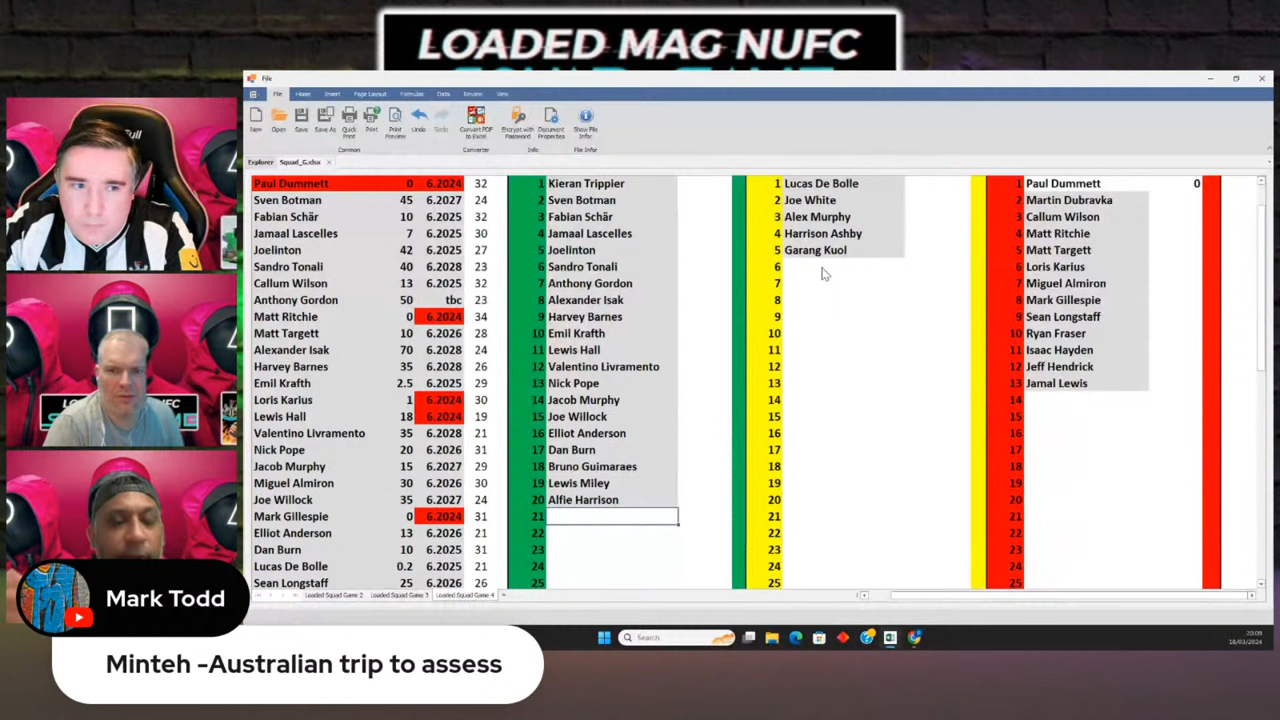 LOADED MAG NUFC
File
File Home Insert Page Layout Formulas Data Review View
New Open Save Save As Quick Print Print Print Preview Undo Redo Convert PDF to Excel Encrypt with Password Document Properties Show File Infor
Common Converter Info File Infor
Explorer Squad_G.xlsx ×
Paul Dummett 0 6.2024 32 1 Kieran Trippier 1 Lucas De Bolle 1 Paul Dummett 0
Sven Botman 45 6.2027 24 2 Sven Botman 2 Joe White 2 Martin Dubravka
Fabian Schär 10 6.2025 32 3 Fabian Schär 3 Alex Murphy 3 Callum Wilson
Jamaal Lascelles 7 6.2025 30 4 Jamaal Lascelles 4 Harrison Ashby 4 Matt Ritchie
Joelinton 42 6.2025 27 5 Joelinton 5 Garang Kuol 5 Matt Targett
Sandro Tonali 40 6.2028 23 6 Sandro Tonali 6 6 Loris Karius
Callum Wilson 13 6.2025 32 7 Anthony Gordon 7 7 Miguel Almiron
Anthony Gordon 50 tbc 23 8 Alexander Isak 8 8 Mark Gillespie
Matt Ritchie 0 6.2024 34 9 Harvey Barnes 9 9 Sean Longstaff
Matt Targett 10 6.2026 28 10 Emil Krafth 10 10 Ryan Fraser
Alexander Isak 70 6.2028 24 11 Lewis Hall 11 11 Isaac Hayden
Harvey Barnes 35 6.2028 26 12 Valentino Livramento 12 12 Jeff Hendrick
Emil Krafth 2.5 6.2025 29 13 Nick Pope 13 13 Jamal Lewis
Loris Karius 1 6.2024 30 14 Jacob Murphy 14 14
Lewis Hall 18 6.2024 19 15 Joe Willock 15 15
Valentino Livramento 35 6.2028 21 16 Elliot Anderson 16 16
Nick Pope 20 6.2026 31 17 Dan Burn 17 17
Jacob Murphy 15 6.2027 29 18 Bruno Guimaraes 18 18
Miguel Almiron 30 6.2026 30 19 Lewis Miley 19 19
Joe Willock 35 6.2027 24 20 Alfie Harrison 20 20
Mark Gillespie 0 6.2024 31 21 21 21
Elliot Anderson 13 6.2026 21 22 22 22
Dan Burn 10 6.2025 31 23 23 23
Lucas De Bolle 0.2 6.2025 21 24 24 24
Sean Longstaff 25 6.2026 26 25 25 25
Loaded Squad Game 2 Loaded Squad Game 3 Loaded Squad Game 4 +
Search
20:09
18/03/2024
Mark Todd
Minteh -Australian trip to assess